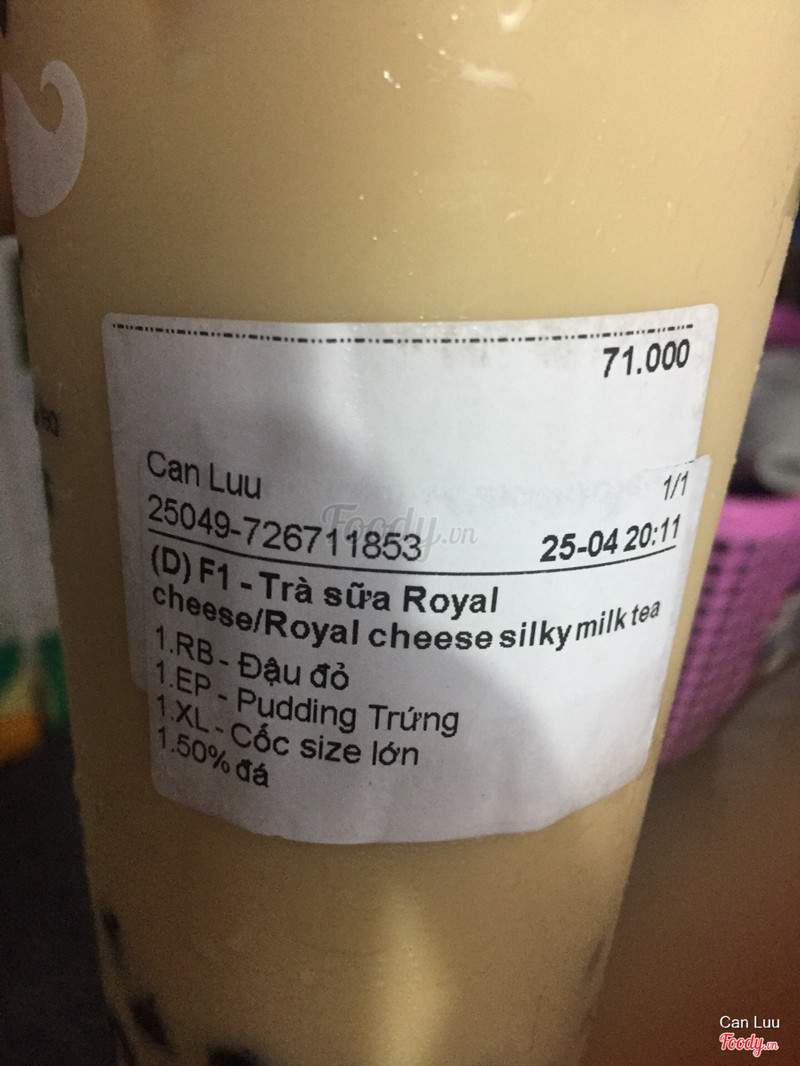 71.000
Can Luu
1/1
25049-726711853
25-04 20:11
(D) F1 - Trà sữa Royal
cheese/Royal cheese silky milk tea
1.RB - Đậu đỏ
1.EP - Pudding Trứng
1.XL - Cốc size lớn
1.50% đá
Foody.vn
Can Luu
Foody.vn